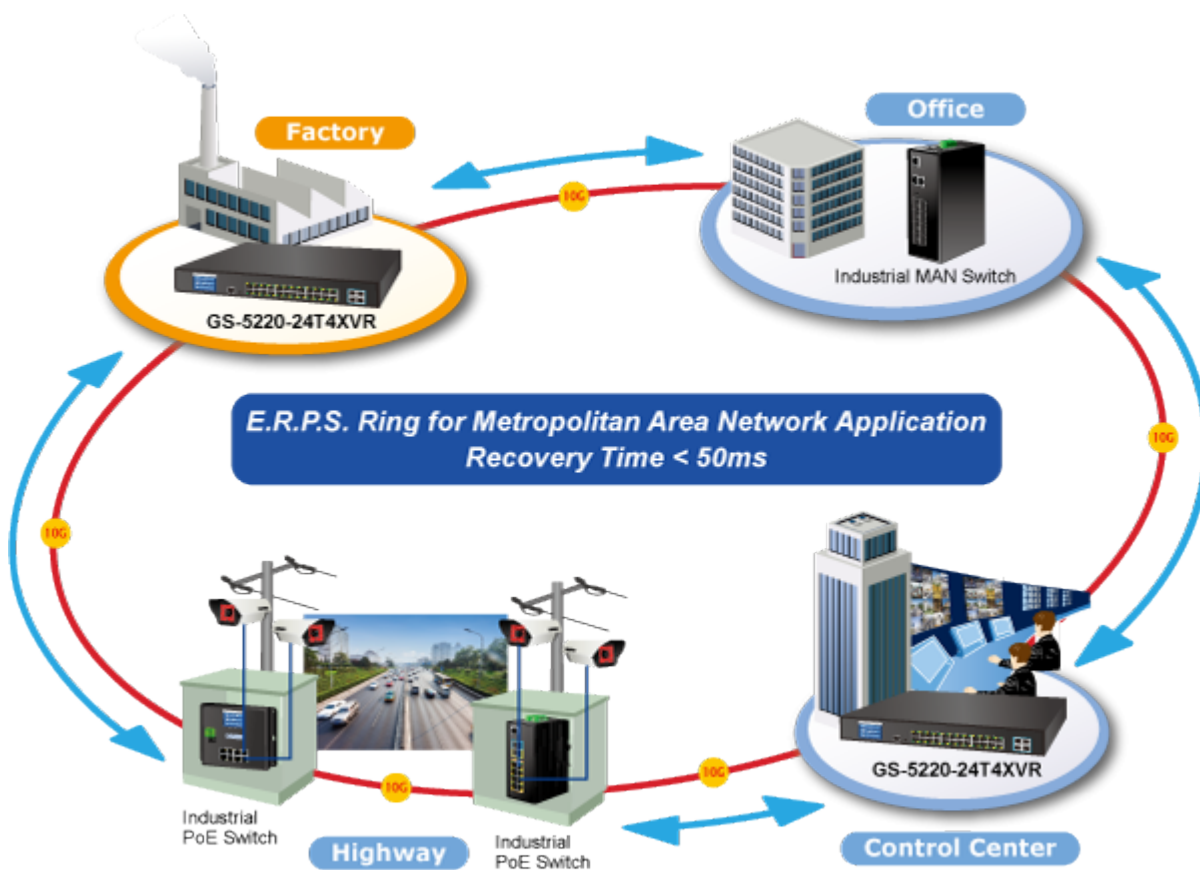 Factory
Office
10G
Industrial MAN Switch
GS-5220-24T4XVR
E.R.P.S. Ring for Metropolitan Area Network Application
Recovery Time < 50ms
10G
10G
GS-5220-24T4XVR
10G
10G
Industrial
PoE Switch
Highway
Industrial
PoE Switch
Control Center